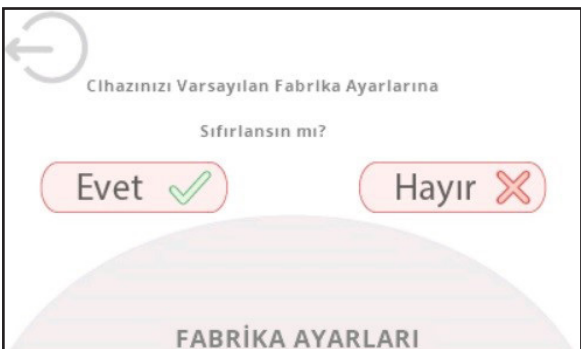 Cihazınızı Varsayılan Fabrika Ayarlarına
Sıfırlansın mı?
Evet
Hayır
FABRİKA AYARLARI